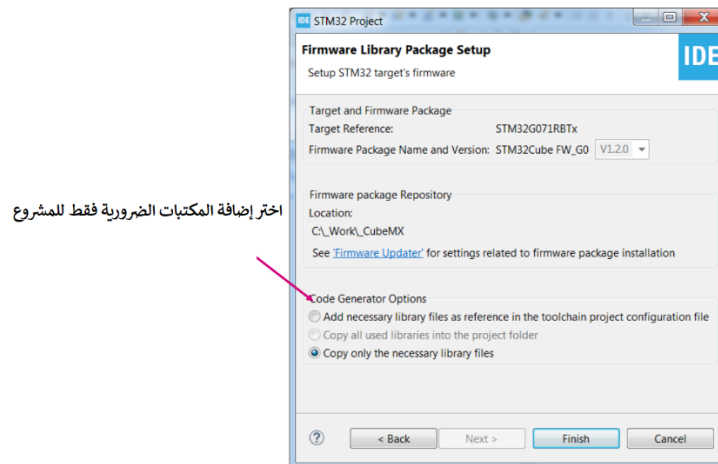 IDE STM32 Project
Firmware Library Package Setup
IDE
Setup STM32 target's firmware
Target and Firmware Package
Target Reference: STM32G071RBTx
Firmware Package Name and Version: STM32Cube FW_G0 V1.2.0
Firmware package Repository
Location:
C:\_Work\_CubeMX
See 'Firmware Updater' for settings related to firmware package installation
اختر إضافة المكتبات الضرورية فقط للمشروع
Code Generator Options
Add necessary library files as reference in the toolchain project configuration file
Copy all used libraries into the project folder
Copy only the necessary library files
? < Back Next > Finish Cancel